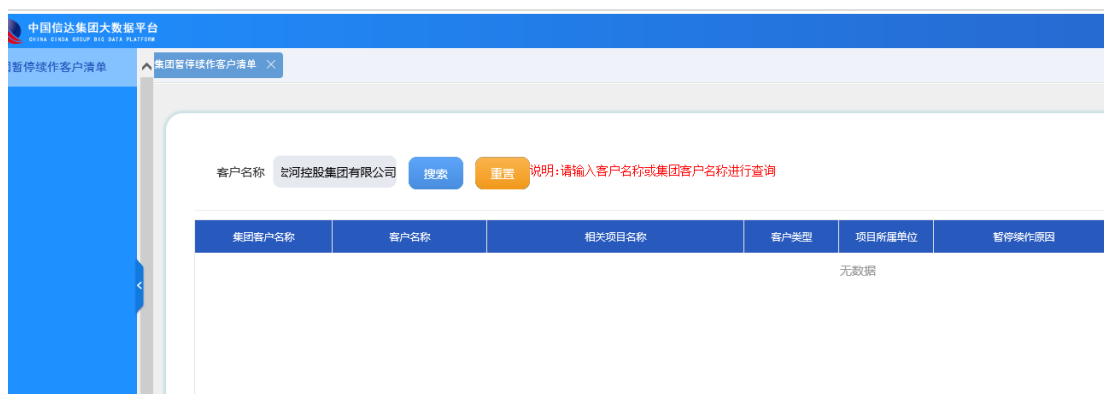 中国信达集团大数据平台
CHINA CINDA GROUP BIG DATA PLATFORM
暂停续作客户清单
集团暂停续作客户清单 ×
客户名称 河控股集团有限公司 搜索 重置 说明:请输入客户名称或集团客户名称进行查询
集团客户名称 客户名称 相关项目名称 客户类型 项目所属单位 暂停续作原因
无数据